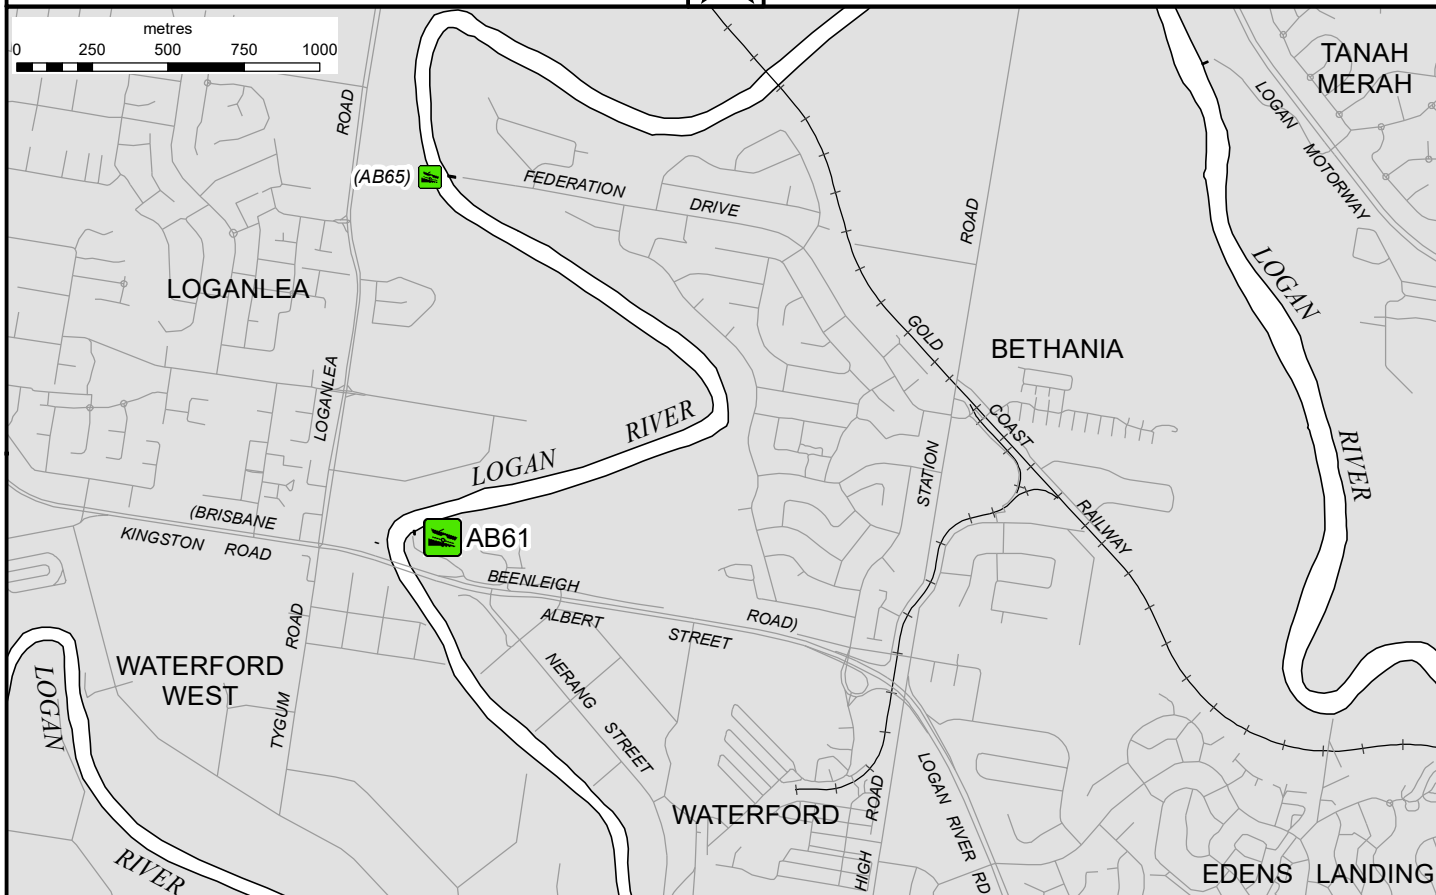 metres
0 250 500 750 1000
TANAH
MERAH
LOGAN
MOTORWAY
ROAD
(AB65)
FEDERATION
DRIVE
ROAD
LOGAN
RIVER
LOGANLEA
GOLD
COAST
RAILWAY
BETHANIA
LOGANLEA
LOGAN
RIVER
STATION
(BRISBANE
KINGSTON ROAD
AB61
BEENLEIGH
ROAD)
ALBERT
STREET
ROAD
TYGUM
WATERFORD
WEST
LOGAN
RIVER
NERANG
STREET
WATERFORD
ROAD
HIGH
LOGAN RIVER RD
EDENS LANDING